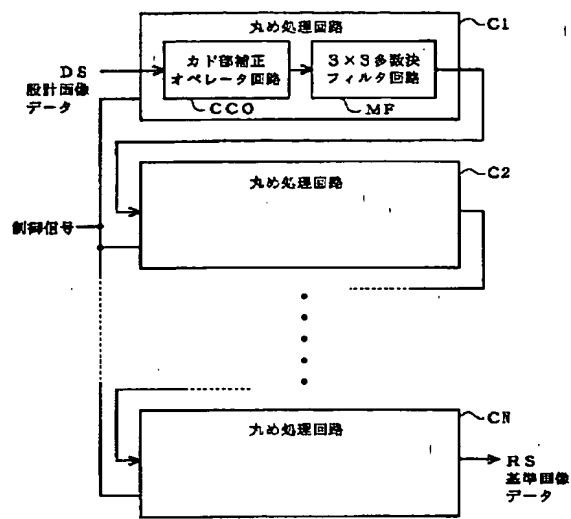 丸め処理回路
C1
DS
設計画像
データ
カド部補正
オペレータ回路
3×3多数決
フィルタ回路
CCO
MF
丸め処理回路
C2
制御信号
丸め処理回路
CN
RS
基準画像
データ